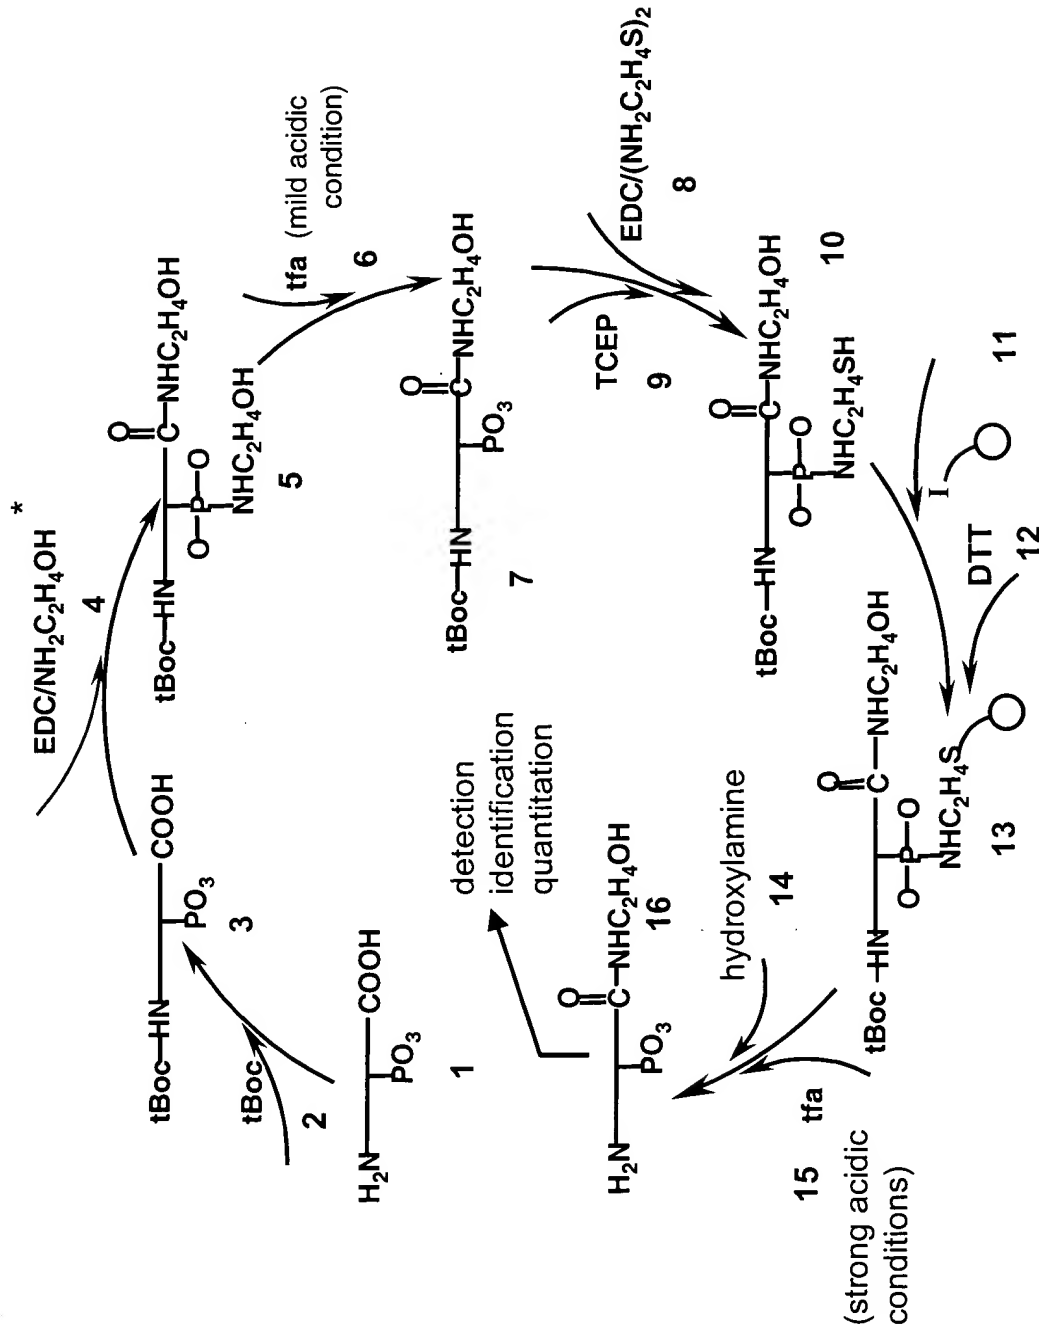 EDC/NH2C2H4OH *
4
tBoc—HN
COOH
PO3
3
tBoc
2
H2N
COOH
PO3
1
tBoc—HN
O
C—NHC2H4OH
O—P—O
NHC2H4OH
5
tfa (mild acidic
condition)
6
tBoc—HN
O
C—NHC2H4OH
PO3
7
EDC/(NH2C2H4S)2
8
TCEP
9
tBoc—HN
O
C—NHC2H4OH
O—P—O
NHC2H4SH
10
I
11
DTT
12
tBoc—HN
O
C—NHC2H4OH
O—P—O
NHC2H4S
13
hydroxylamine
14
tfa
15
(strong acidic
conditions)
H2N
O
C—NHC2H4OH
PO3
16
detection
identification
quantitation